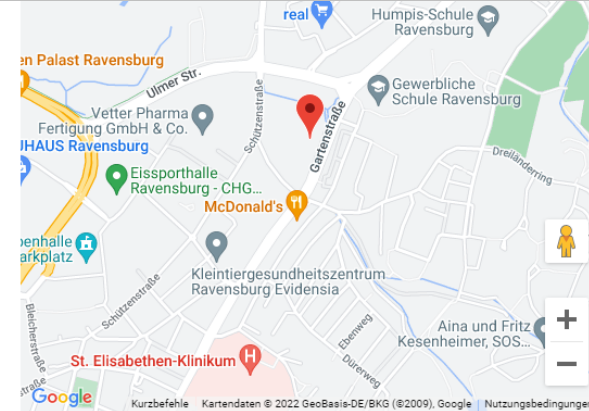 real
Humpis-Schule
Ravensburg
en Palast Ravensburg
Ulmer Str.
Gewerbliche
Schule Ravensburg
Vetter Pharma
Fertigung GmbH & Co.
Schützenstraße
Gartenstraße
UHAUS Ravensburg
Dreiländerring
Eissporthalle
Ravensburg - CHG...
McDonald's
penhalle
arkplatz
Kleintiergesundheitszentrum
Ravensburg Evidensia
Schützenstraße
Bleicherstraße
Ebenweg
Aina und Fritz
Kesenheimer, SOS...
Dürerweg
St. Elisabethen-Klinikum
H
Google
Kurzbefehle
Kartendaten © 2022 GeoBasis-DE/BKG (©2009), Google
Nutzungsbedingungen